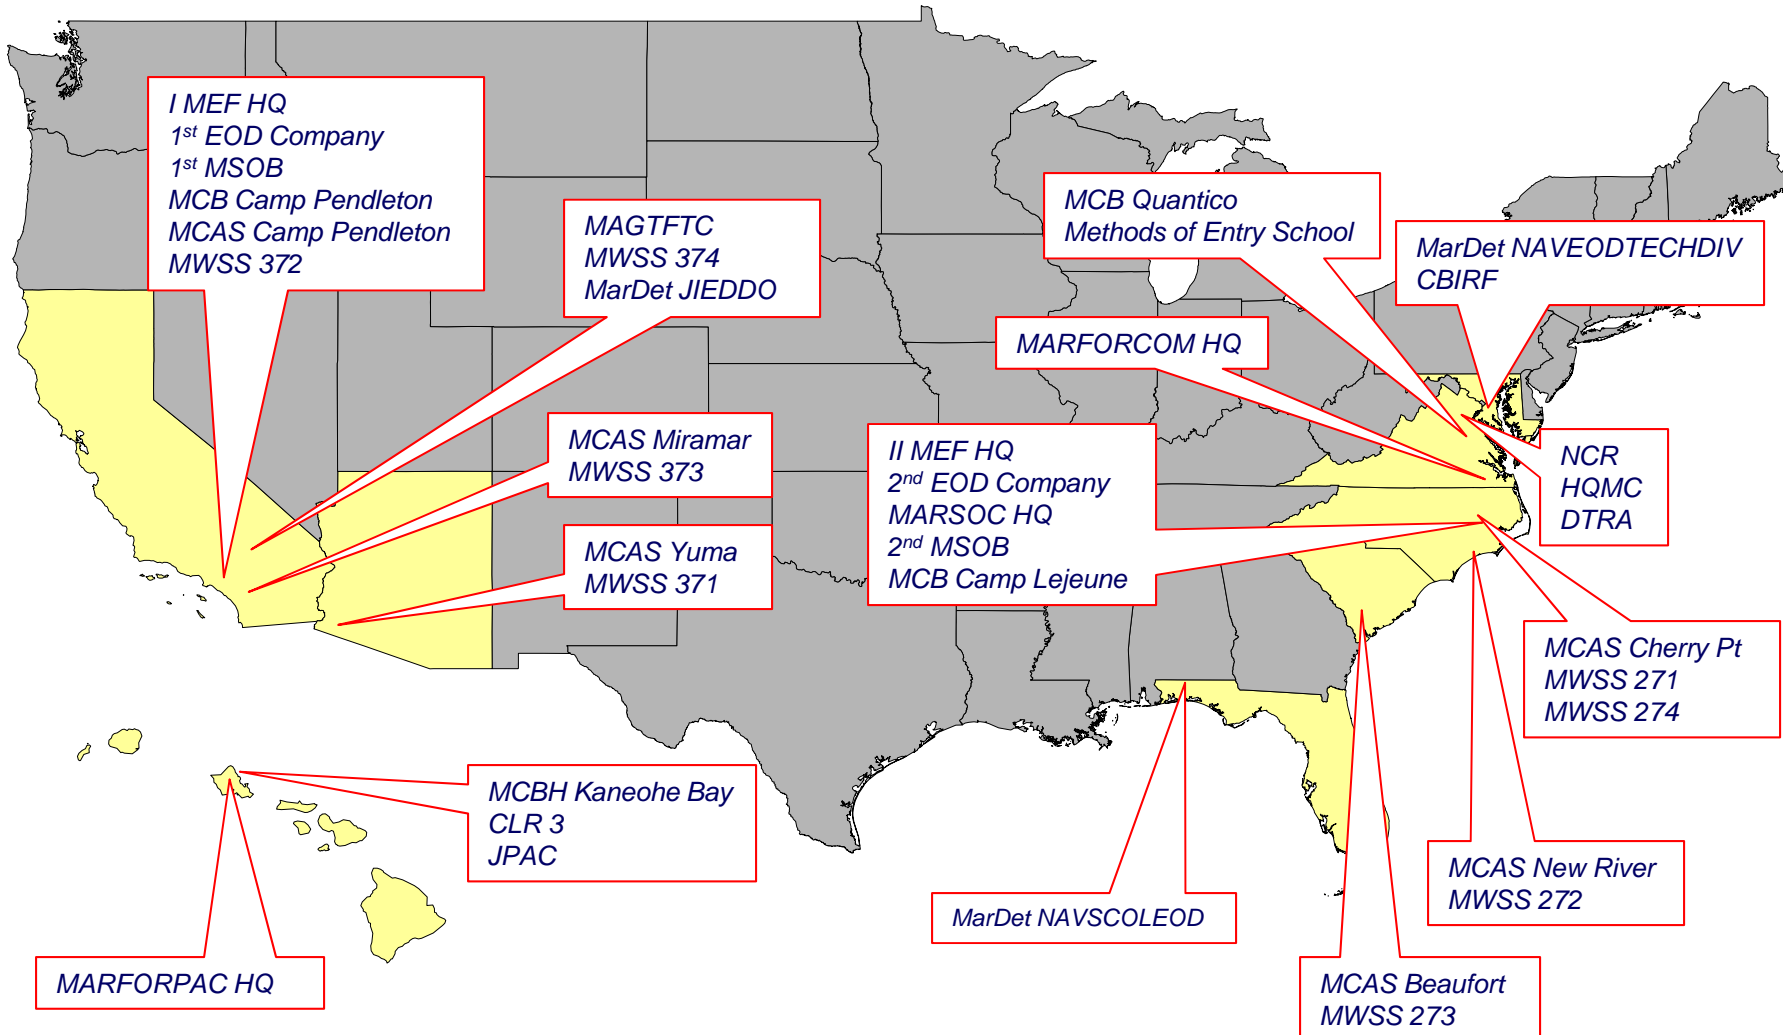 I MEF HQ
1st EOD Company
1st MSOB
MCB Camp Pendleton
MCAS Camp Pendleton
MWSS 372
MAGTFTC
MWSS 374
MarDet JIEDDO
MCB Quantico
Methods of Entry School
MarDet NAVEODTECHDIV
CBIRF
MARFORCOM HQ
MCAS Miramar
MWSS 373
II MEF HQ
2nd EOD Company
MARSOC HQ
2nd MSOB
MCB Camp Lejeune
NCR
HQMC
DTRA
MCAS Yuma
MWSS 371
MCAS Cherry Pt
MWSS 271
MWSS 274
MCBH Kaneohe Bay
CLR 3
JPAC
MCAS New River
MWSS 272
MarDet NAVSCOLEOD
MARFORPAC HQ
MCAS Beaufort
MWSS 273